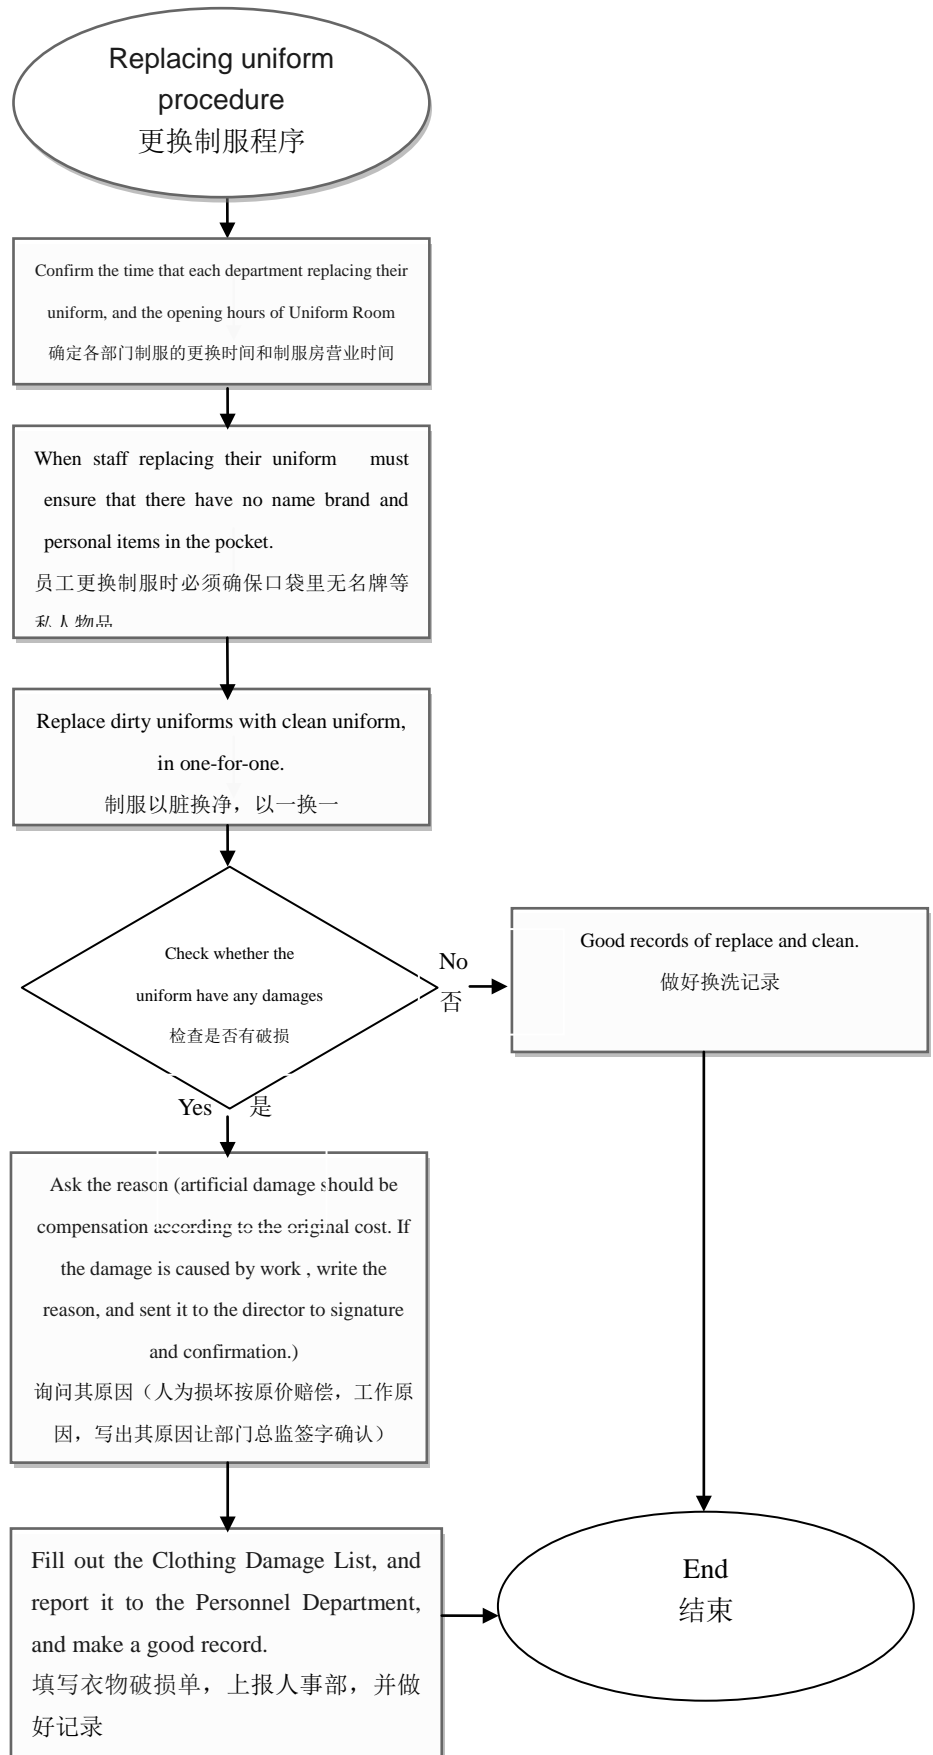 Replacing uniform
procedure
更换制服程序
Confirm the time that each department replacing their
uniform, and the opening hours of Uniform Room
确定各部门制服的更换时间和制服房营业时间
When staff replacing their uniform must
ensure that there have no name brand and
personal items in the pocket.
员工更换制服时必须确保口袋里无名牌等
私人物品
Replace dirty uniforms with clean uniform,
in one-for-one.
制服以脏换净，以一换一
Check whether the
uniform have any damages
检查是否有破损
No
否
Good records of replace and clean.
做好换洗记录
Yes 是
Ask the reason (artificial damage should be
compensation according to the original cost. If
the damage is caused by work , write the
reason, and sent it to the director to signature
and confirmation.)
询问其原因（人为损坏按原价赔偿，工作原
因，写出其原因让部门总监签字确认）
Fill out the Clothing Damage List, and
report it to the Personnel Department,
and make a good record.
填写衣物破损单，上报人事部，并做
好记录
End
结束